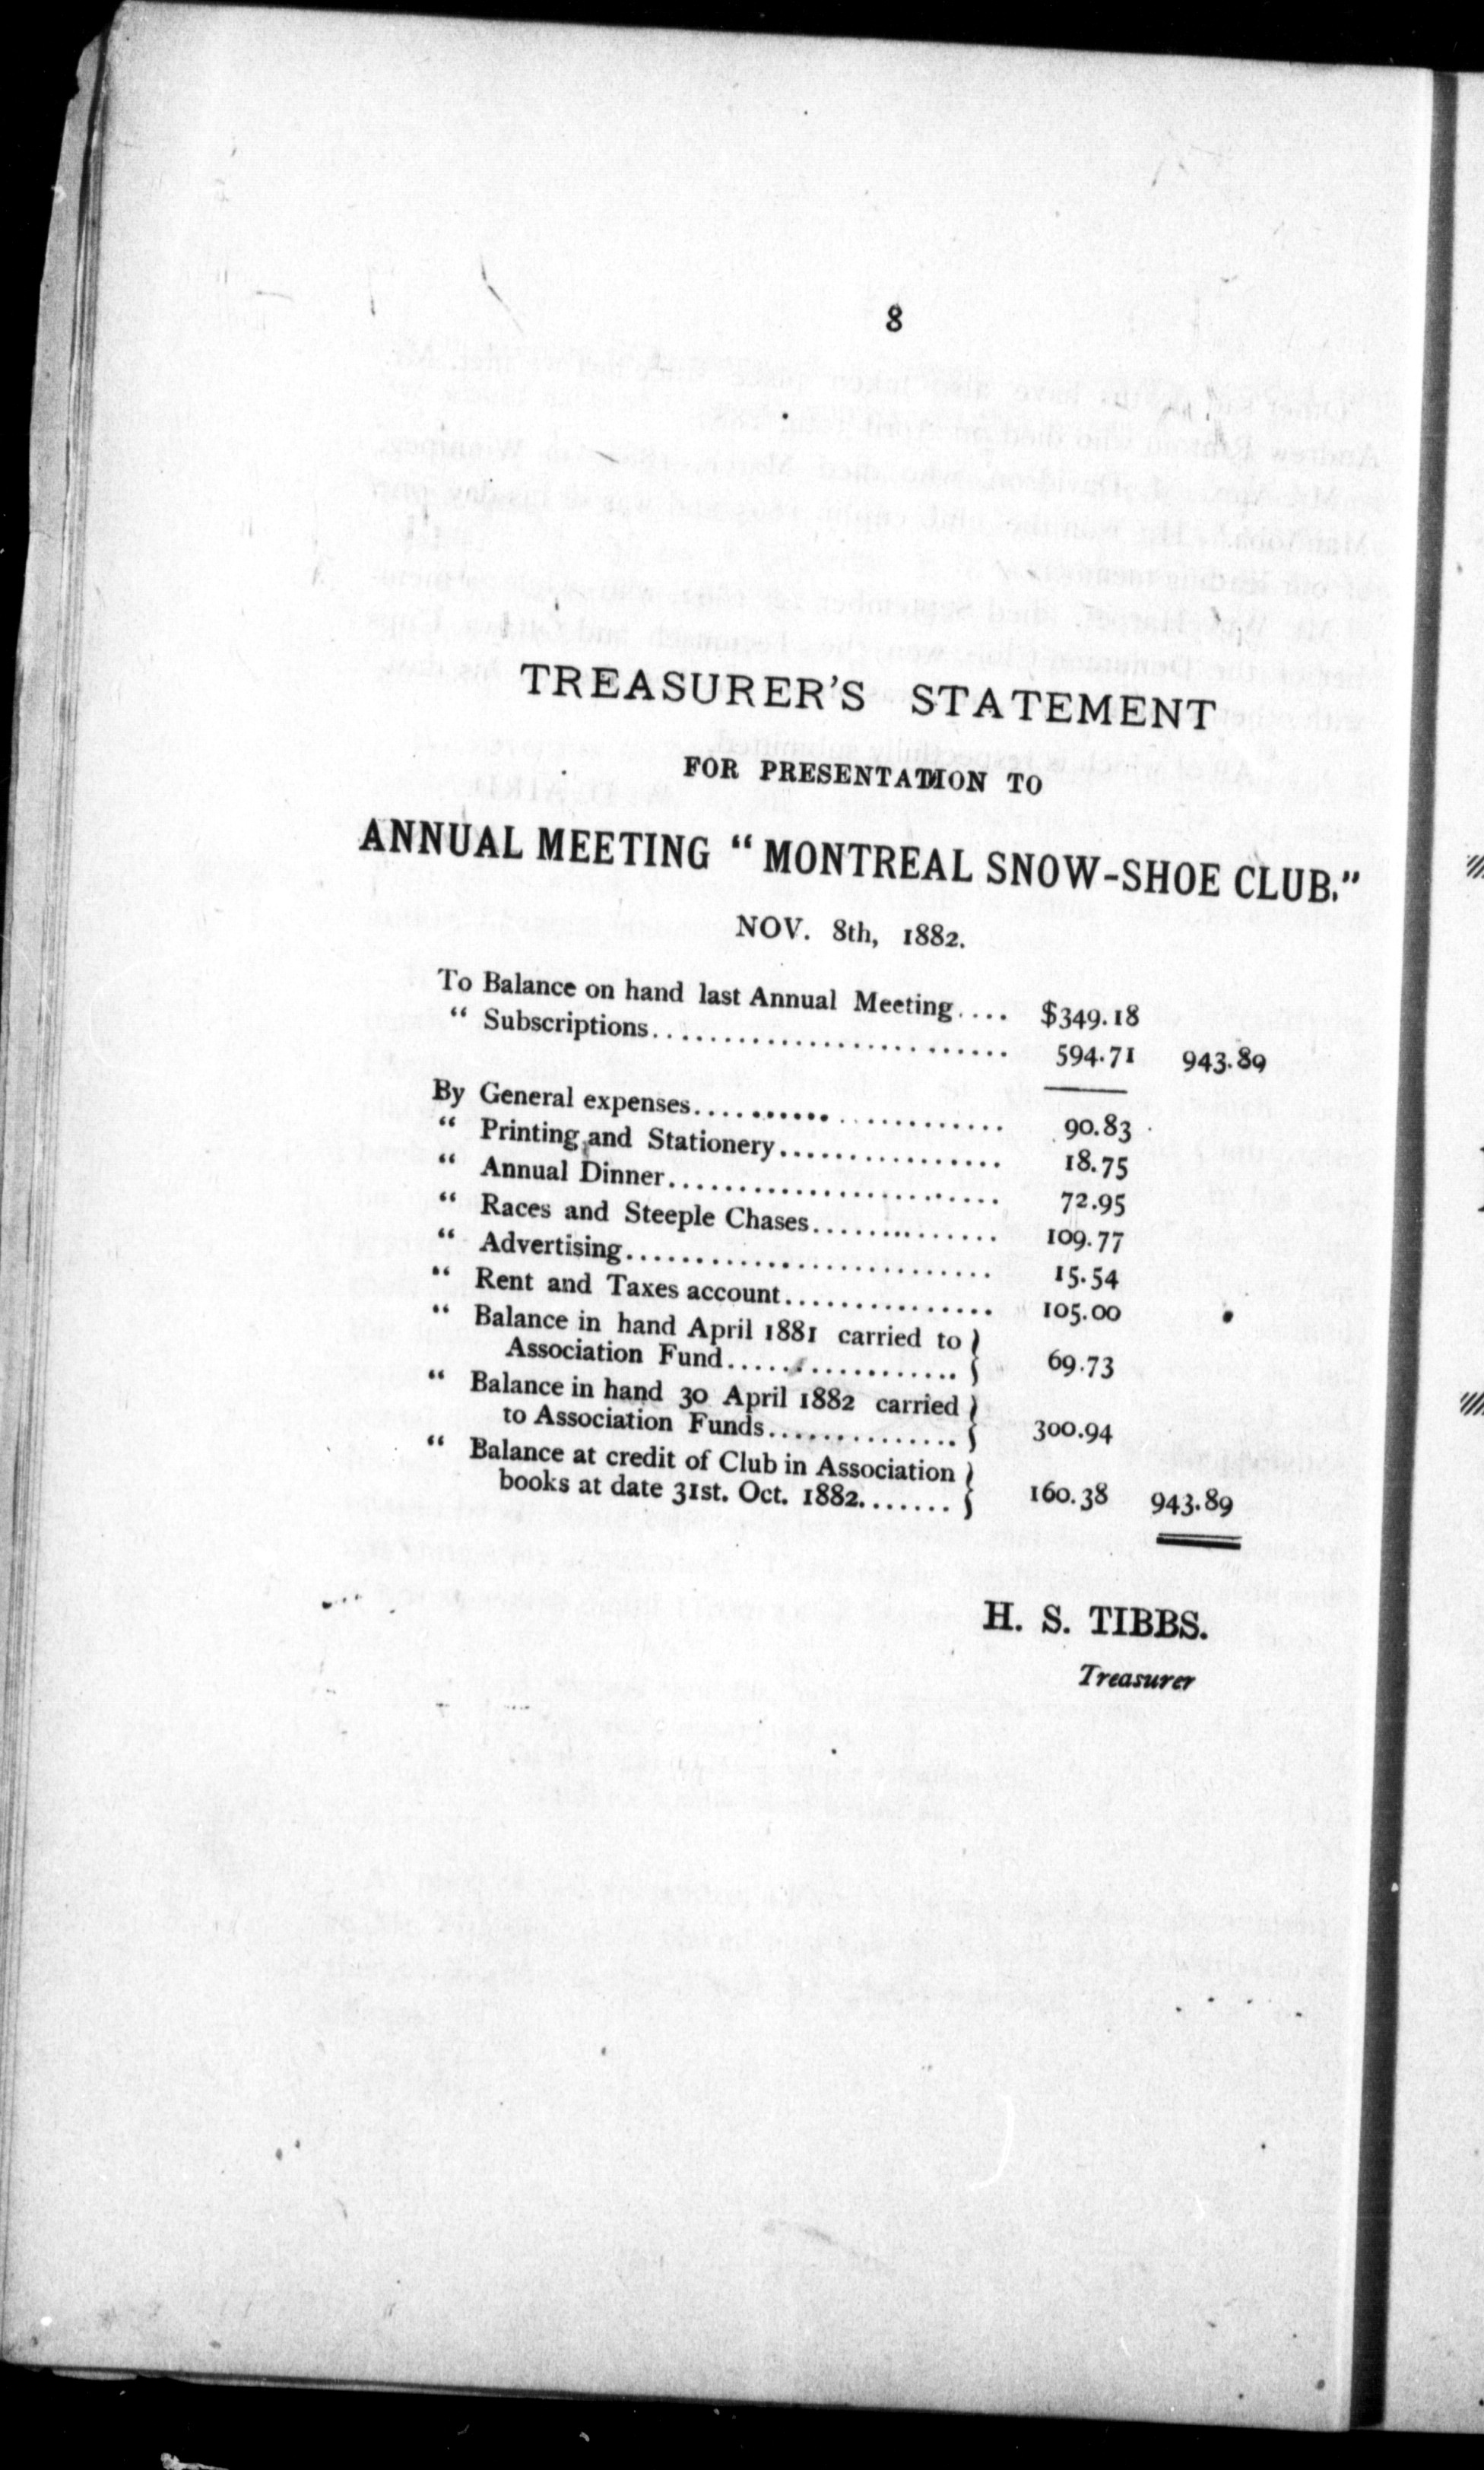 8
TREASURER'S STATEMENT
FOR PRESENTATION TO
ANNUAL MEETING "MONTREAL SNOW-SHOE CLUB."
NOV. 8th, 1882.
To Balance on hand last Annual Meeting.... $349.18
" Subscriptions......................... 594.71 943.89
By General expenses...................... 90.83
" Printing and Stationery................ 18.75
" Annual Dinner........................ 72.95
" Races and Steeple Chases............. 109.77
" Advertising.......................... 15.54
" Rent and Taxes account............... 105.00
" Balance in hand April 1881 carried to }
Association Fund.................. } 69.73
" Balance in hand 30 April 1882 carried }
to Association Funds.............. } 300.94
" Balance at credit of Club in Association }
books at date 31st. Oct. 1882....... } 160.38 943.89
H. S. TIBBS.
Treasurer